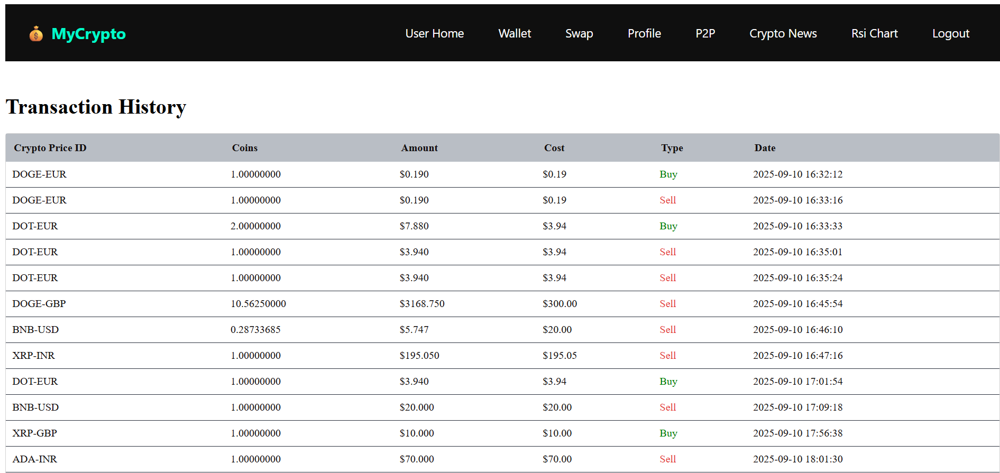 MyCrypto User Home Wallet Swap Profile P2P Crypto News Rsi Chart Logout
Transaction History
Crypto Price ID Coins Amount Cost Type Date
DOGE-EUR 1.00000000 $0.190 $0.19 Buy 2025-09-10 16:32:12
DOGE-EUR 1.00000000 $0.190 $0.19 Sell 2025-09-10 16:33:16
DOT-EUR 2.00000000 $7.880 $3.94 Buy 2025-09-10 16:33:33
DOT-EUR 1.00000000 $3.940 $3.94 Sell 2025-09-10 16:35:01
DOT-EUR 1.00000000 $3.940 $3.94 Sell 2025-09-10 16:35:24
DOGE-GBP 10.56250000 $3168.750 $300.00 Sell 2025-09-10 16:45:54
BNB-USD 0.28733685 $5.747 $20.00 Sell 2025-09-10 16:46:10
XRP-INR 1.00000000 $195.050 $195.05 Sell 2025-09-10 16:47:16
DOT-EUR 1.00000000 $3.940 $3.94 Buy 2025-09-10 17:01:54
BNB-USD 1.00000000 $20.000 $20.00 Sell 2025-09-10 17:09:18
XRP-GBP 1.00000000 $10.000 $10.00 Buy 2025-09-10 17:56:38
ADA-INR 1.00000000 $70.000 $70.00 Sell 2025-09-10 18:01:30